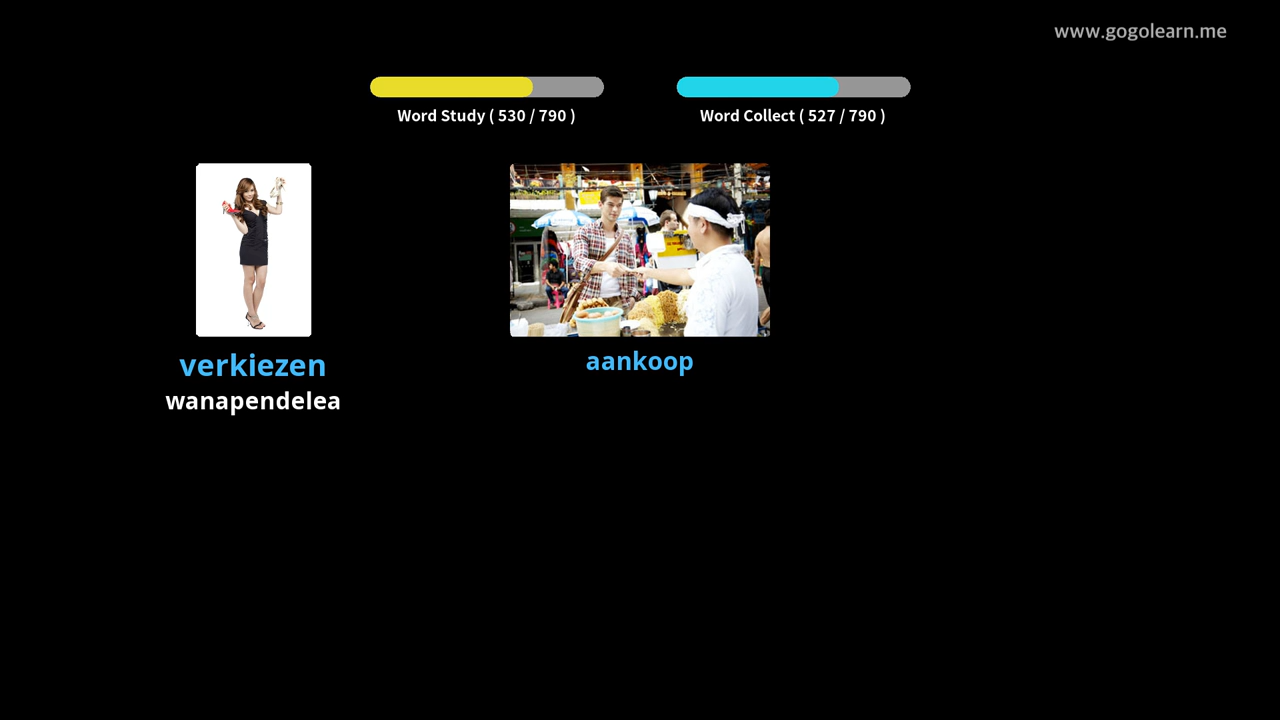 www.gogolearn.me
Word Study ( 530 / 790 )
Word Collect ( 527 / 790 )
verkiezen
wanapendelea
aankoop